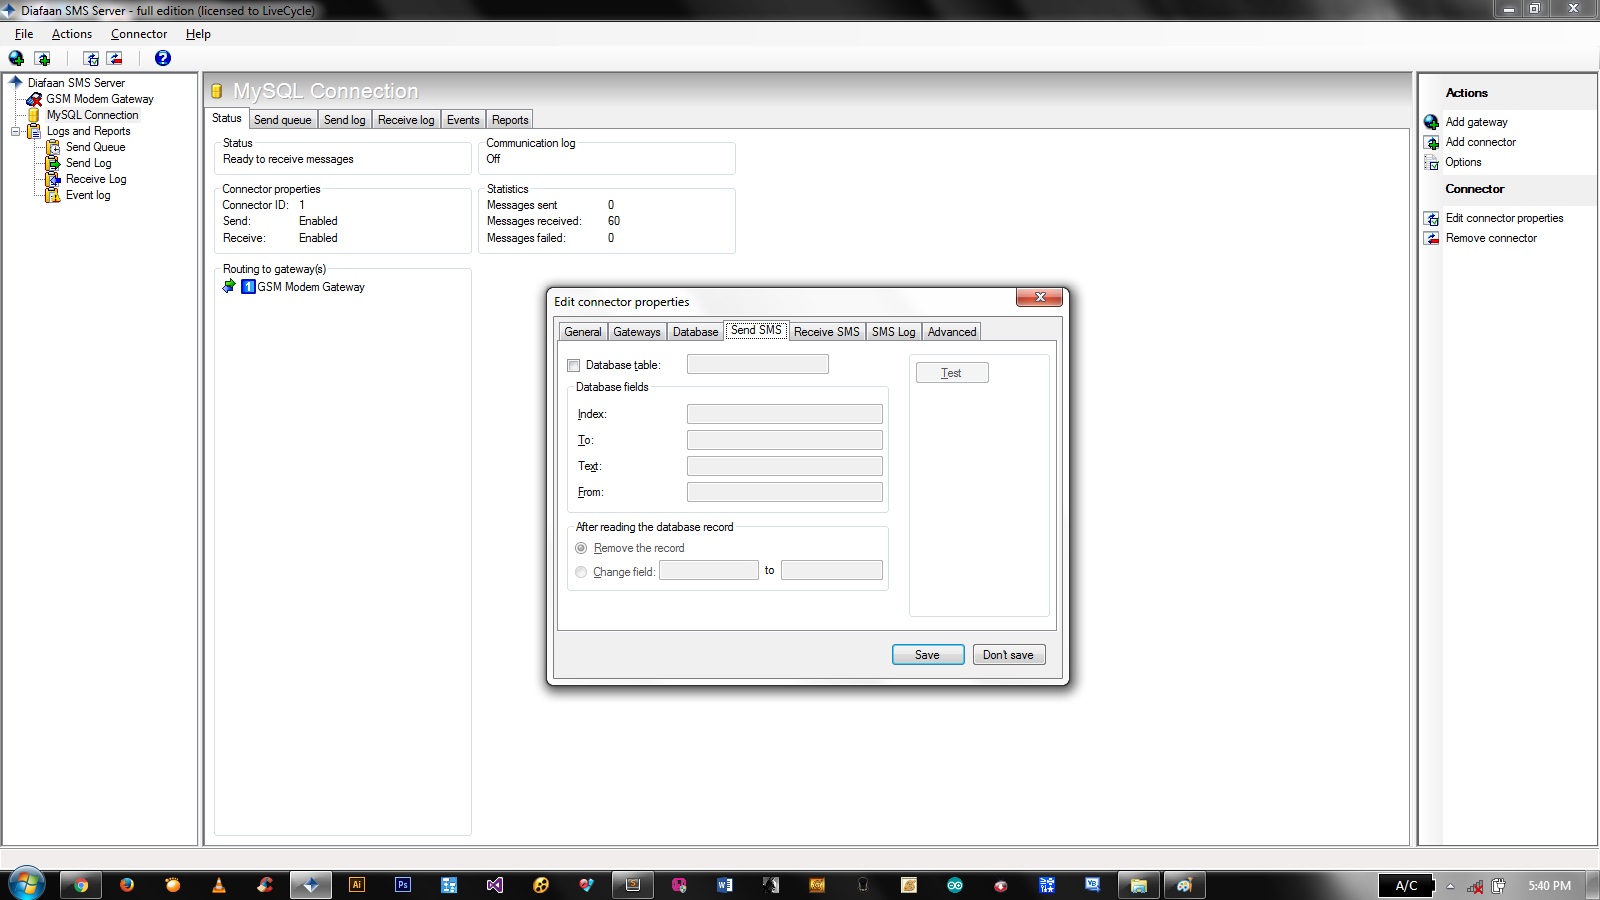 Diafaan SMS Server - full edition (licensed to LiveCycle)
File Actions Connector Help
Diafaan SMS Server
GSM Modem Gateway
MySQL Connection
Logs and Reports
Send Queue
Send Log
Receive Log
Event log
MySQL Connection
Status Send queue Send log Receive log Events Reports
Status
Ready to receive messages
Communication log
Off
Connector properties
Connector ID: 1
Send: Enabled
Receive: Enabled
Statistics
Messages sent 0
Messages received: 60
Messages failed: 0
Routing to gateway(s)
1 GSM Modem Gateway
Edit connector properties
General Gateways Database Send SMS Receive SMS SMS Log Advanced
Database table:
Database fields
Index:
To:
Text:
From:
After reading the database record
Remove the record
Change field: to
Test
Save Don't save
Actions
Add gateway
Add connector
Options
Connector
Edit connector properties
Remove connector
Ai Ps S W VB A/C 5:40 PM